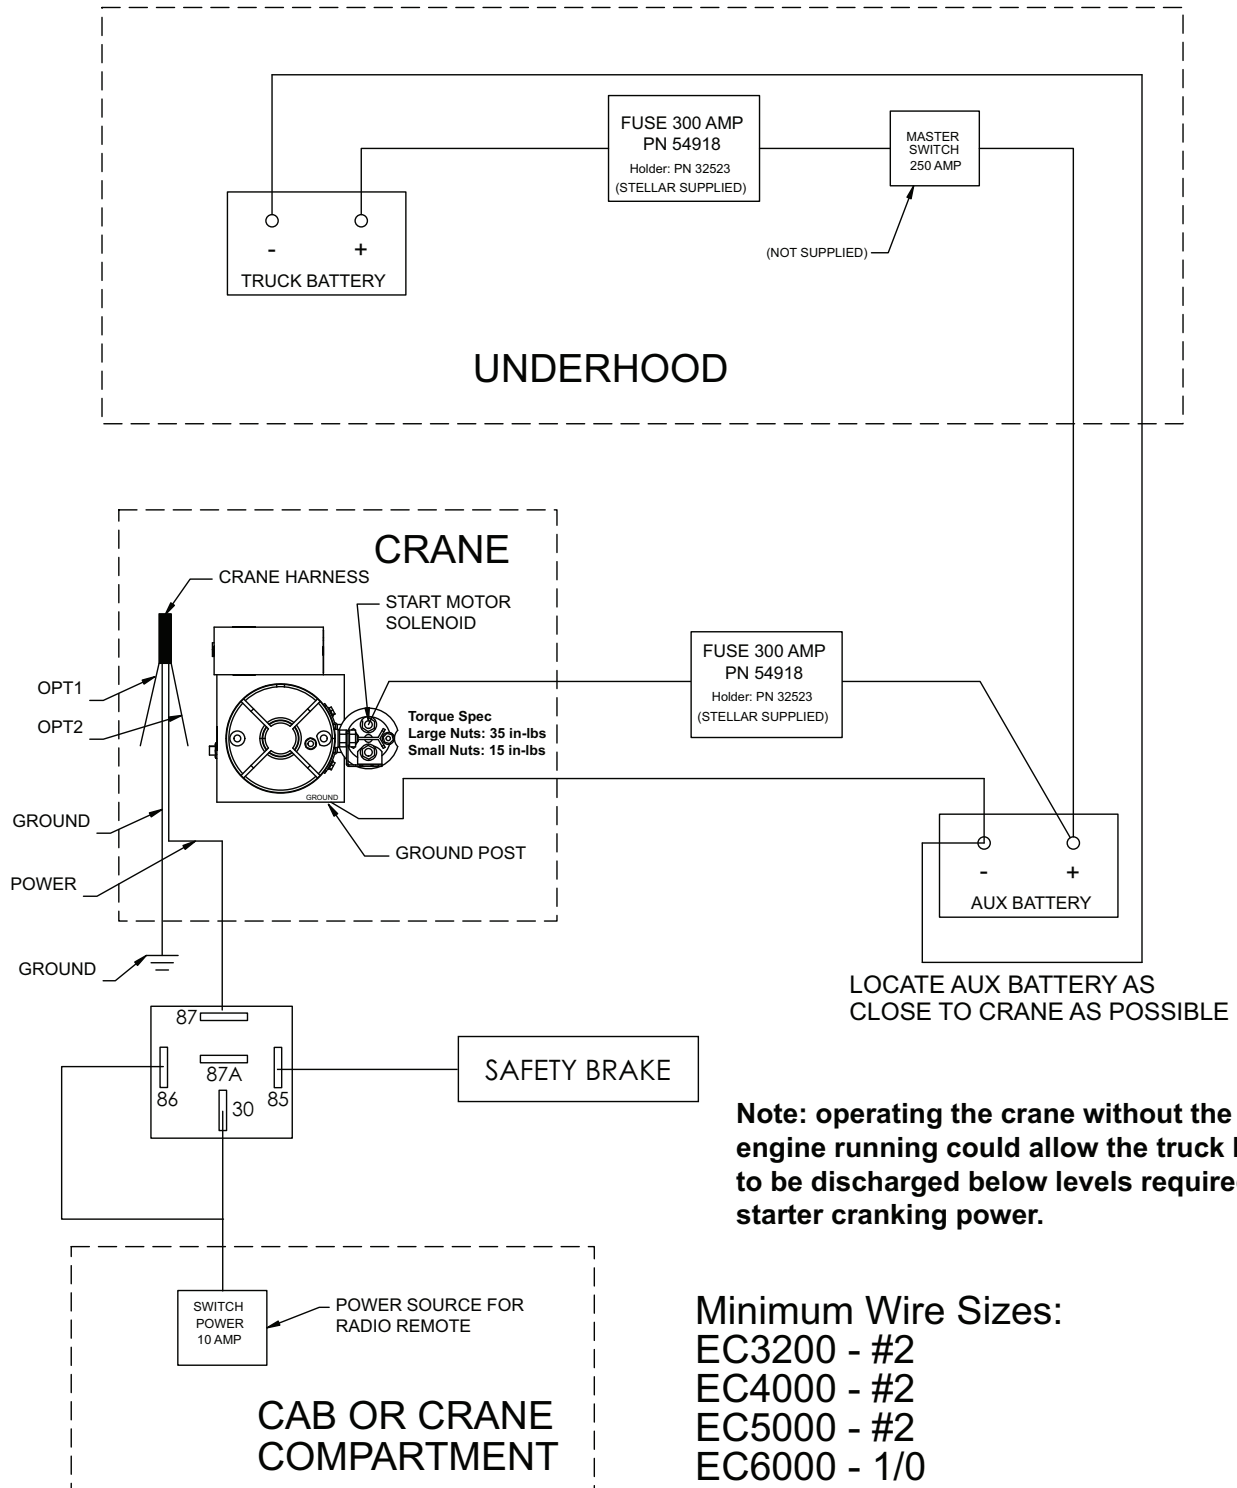 FUSE 300 AMP
PN 54918
Holder: PN 32523
(STELLAR SUPPLIED)
MASTER
SWITCH
250 AMP
(NOT SUPPLIED)
-
+
TRUCK BATTERY
UNDERHOOD
CRANE
CRANE HARNESS
START MOTOR
SOLENOID
OPT1
OPT2
Torque Spec
Large Nuts: 35 in-lbs
Small Nuts: 15 in-lbs
FUSE 300 AMP
PN 54918
Holder: PN 32523
(STELLAR SUPPLIED)
GROUND
GROUND
GROUND POST
POWER
-
+
AUX BATTERY
GROUND
LOCATE AUX BATTERY AS
CLOSE TO CRANE AS POSSIBLE
87
87A
86
85
30
SAFETY BRAKE
Note: operating the crane without the
engine running could allow the truck
to be discharged below levels
starter cranking power.
SWITCH
POWER
10 AMP
POWER SOURCE FOR
RADIO REMOTE
CAB OR CRANE
COMPARTMENT
Minimum Wire Sizes:
EC3200 - #2
EC4000 - #2
EC5000 - #2
EC6000 - 1/0